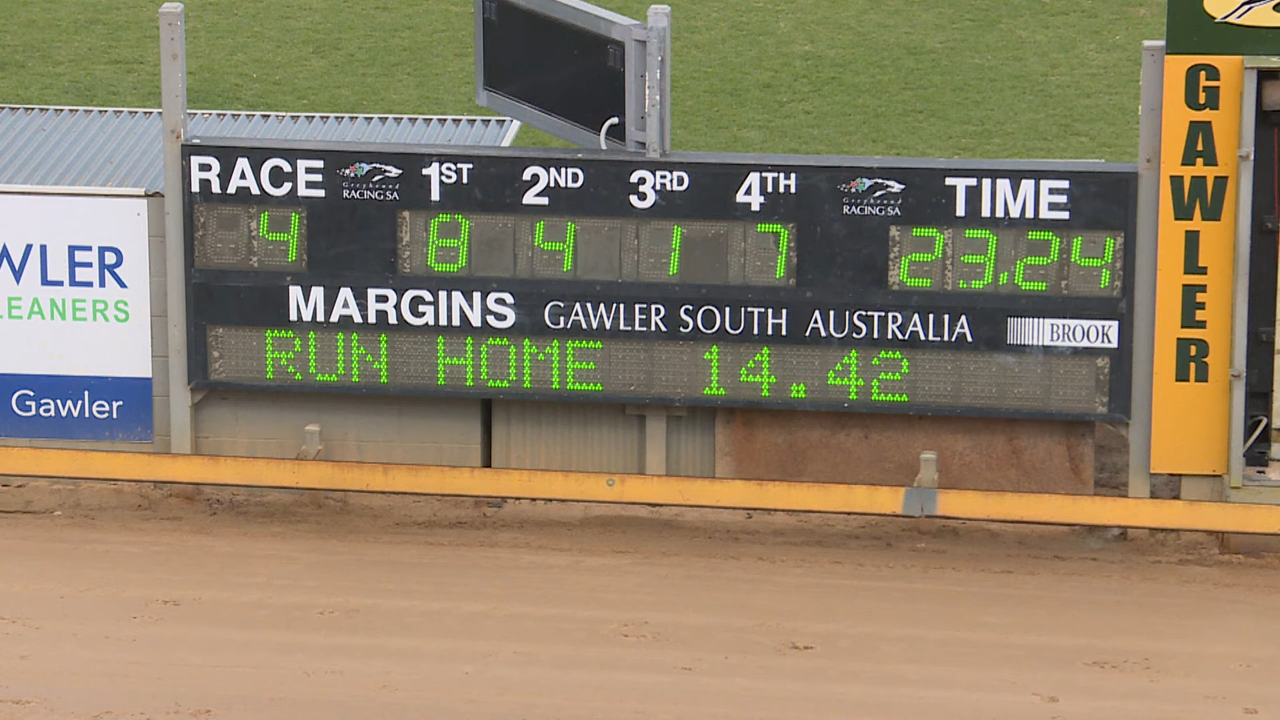 RACE Greyhound RACING SA 1ST 2ND 3RD 4TH Greyhound RACING SA TIME
4 8 4 1 7 23.24
MARGINS GAWLER SOUTH AUSTRALIA BROOK
RUN HOME 14.42
WLER
EANERS
Gawler
GAWLER